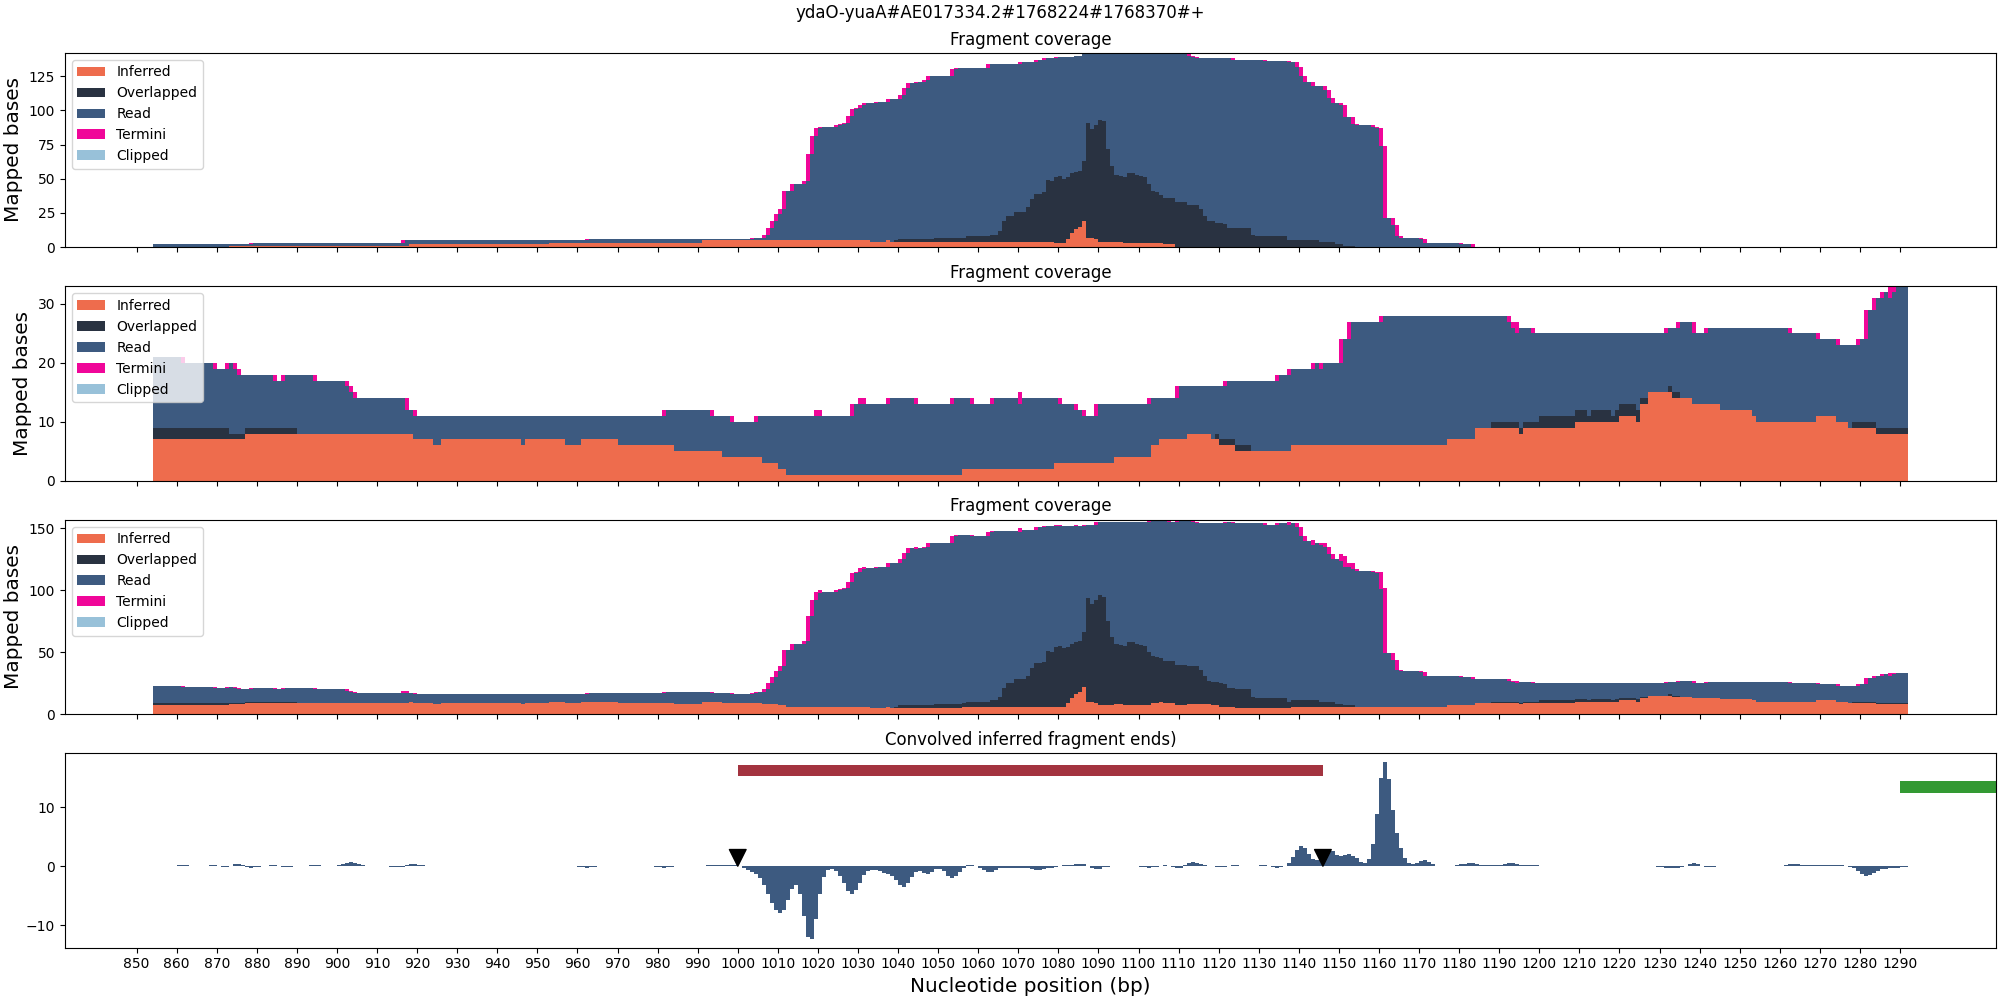 ydaO-yuaA#AE017334.2#1768224#1768370#+
Fragment coverage
Mapped bases
125
100
75
50
25
0
Inferred
Overlapped
Read
Termini
Clipped
Fragment coverage
Mapped bases
30
20
10
0
Inferred
Overlapped
Read
Termini
Clipped
Fragment coverage
Mapped bases
150
100
50
0
Inferred
Overlapped
Read
Termini
Clipped
Convolved inferred fragment ends)
10
0
−10
850 860 870 880 890 900 910 920 930 940 950 960 970 980 990 1000 1010 1020 1030 1040 1050 1060 1070 1080 1090 1100 1110 1120 1130 1140 1150 1160 1170 1180 1190 1200 1210 1220 1230 1240 1250 1260 1270 1280 1290
Nucleotide position (bp)